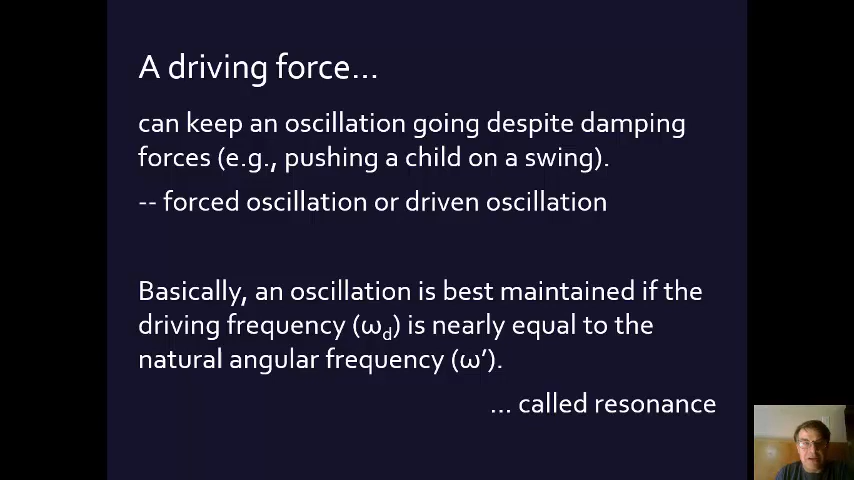 A driving force...
can keep an oscillation going despite damping
forces (e.g., pushing a child on a swing).
-- forced oscillation or driven oscillation
Basically, an oscillation is best maintained if the
driving frequency (ωd) is nearly equal to the
natural angular frequency (ω’).
... called resonance